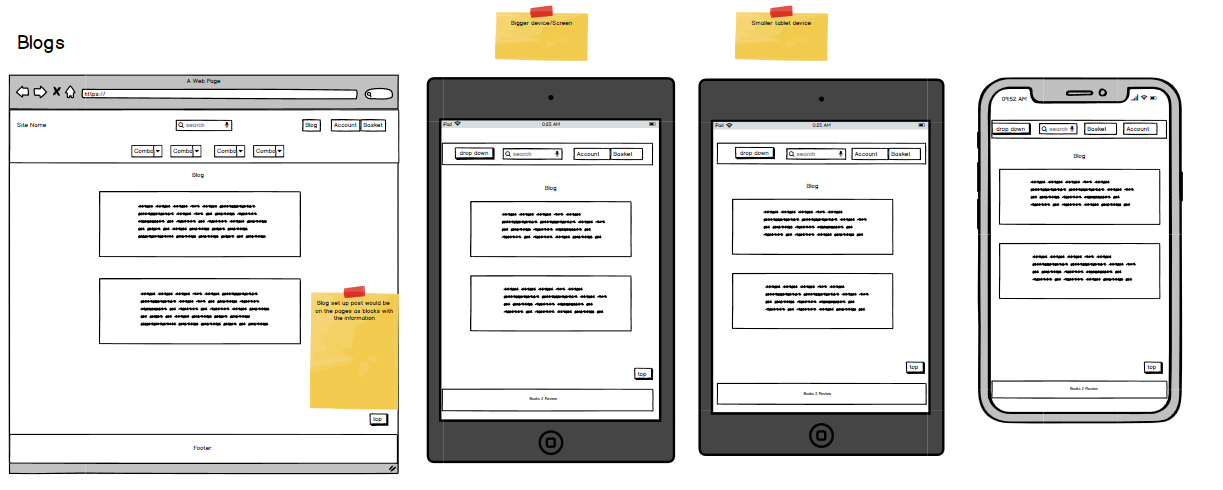 Blogs
Bigger device/Screen
Smaller tablet device
A Web Page
https://
Site Name
search
Blog
Account
Basket
Combo
Combo
Combo
Combo
Blog
Blog set up post would be
on the pages as blocks with
the information
top
Footer
iPad
0:25 AM
drop down
search
Account
Basket
Blog
top
Books 2 Review
iPad
0:25 AM
drop down
search
Account
Basket
Blog
top
Books 2 Review
09:52 AM
drop down
search
Basket
Account
Blog
top
Books 2 Review